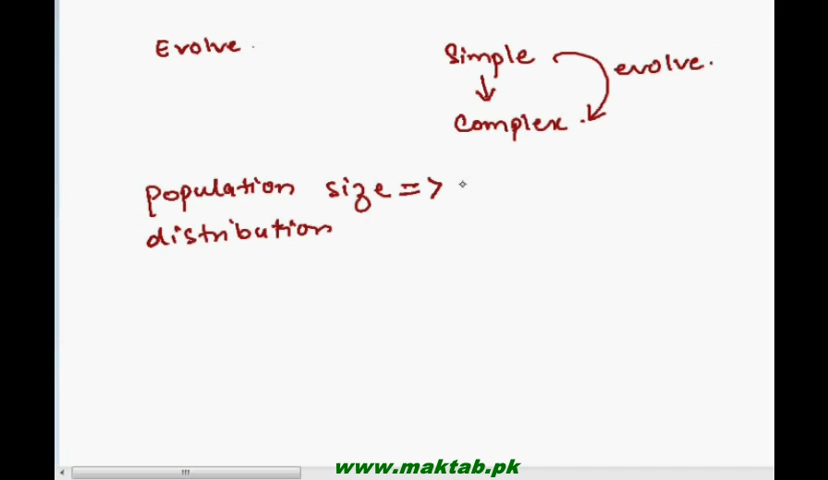 Evolve.
Simple evolve.
↓
Complex.
population size =>
distribution
www.maktab.pk